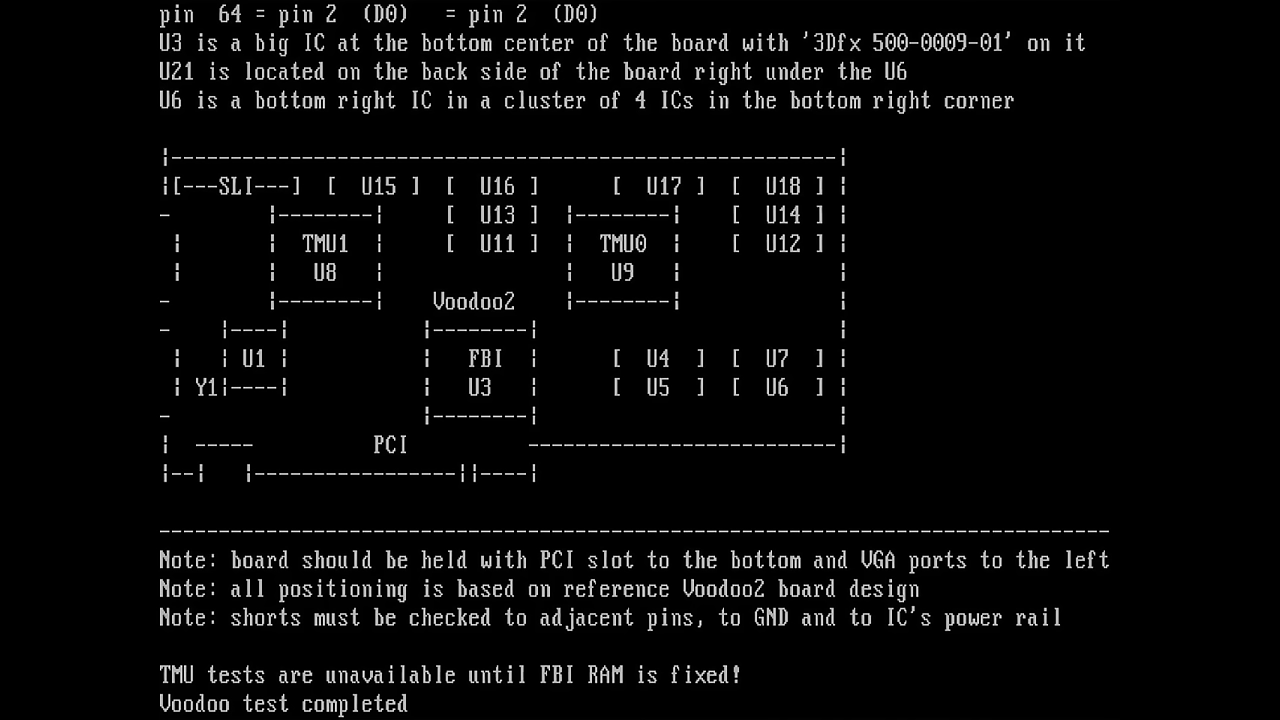 pin  64 = pin 2  (D0)   = pin 2  (D0)
U3 is a big IC at the bottom center of the board with '3Dfx 500-0009-01' on it
U21 is located on the back side of the board right under the U6
U6 is a bottom right IC in a cluster of 4 ICs in the bottom right corner

¦--------------------------------------------------------¦
¦[---SLI---]  [  U15 ]  [  U16 ]      [  U17 ]  [  U18 ] ¦
-        ¦--------¦     [  U13 ]  ¦--------¦    [  U14 ] ¦
 ¦       ¦  TMU1  ¦     [  U11 ]  ¦  TMU0  ¦    [  U12 ] ¦
 ¦       ¦   U8   ¦               ¦   U9   ¦             ¦
-        ¦--------¦    Voodoo2    ¦--------¦             ¦
-    ¦----¦           ¦--------¦                         ¦
 ¦   ¦ U1 ¦           ¦   FBI  ¦      [  U4  ]  [  U7  ] ¦
 ¦ Y1¦----¦           ¦   U3   ¦      [  U5  ]  [  U6  ] ¦
-                     ¦--------¦                         ¦
¦  -----          PCI          --------------------------¦
¦--¦   ¦-----------------¦¦----¦

--------------------------------------------------------------------------------
Note: board should be held with PCI slot to the bottom and VGA ports to the left
Note: all positioning is based on reference Voodoo2 board design
Note: shorts must be checked to adjacent pins, to GND and to IC's power rail

TMU tests are unavailable until FBI RAM is fixed!
Voodoo test completed